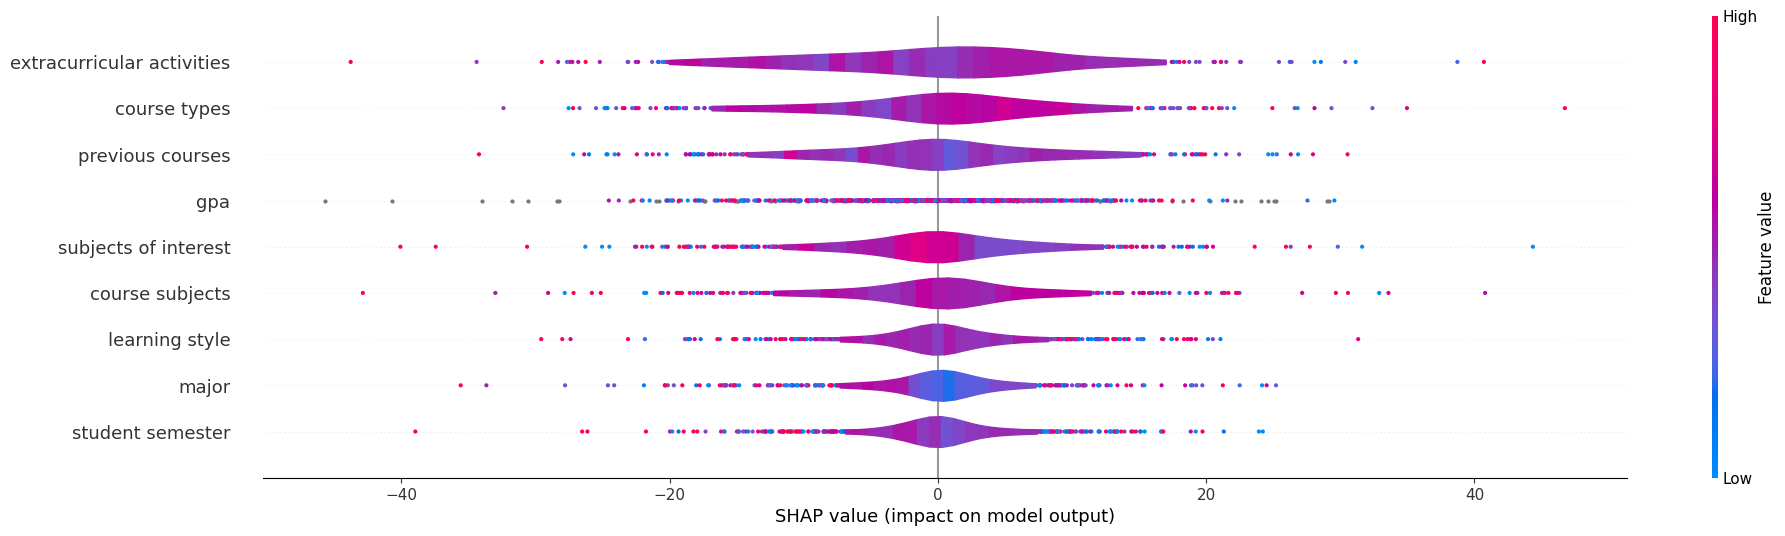 High
extracurricular activities
course types
previous courses
gpa
subjects of interest
course subjects
learning style
major
student semester
Feature value
Low
−40
−20
0
20
40
SHAP value (impact on model output)